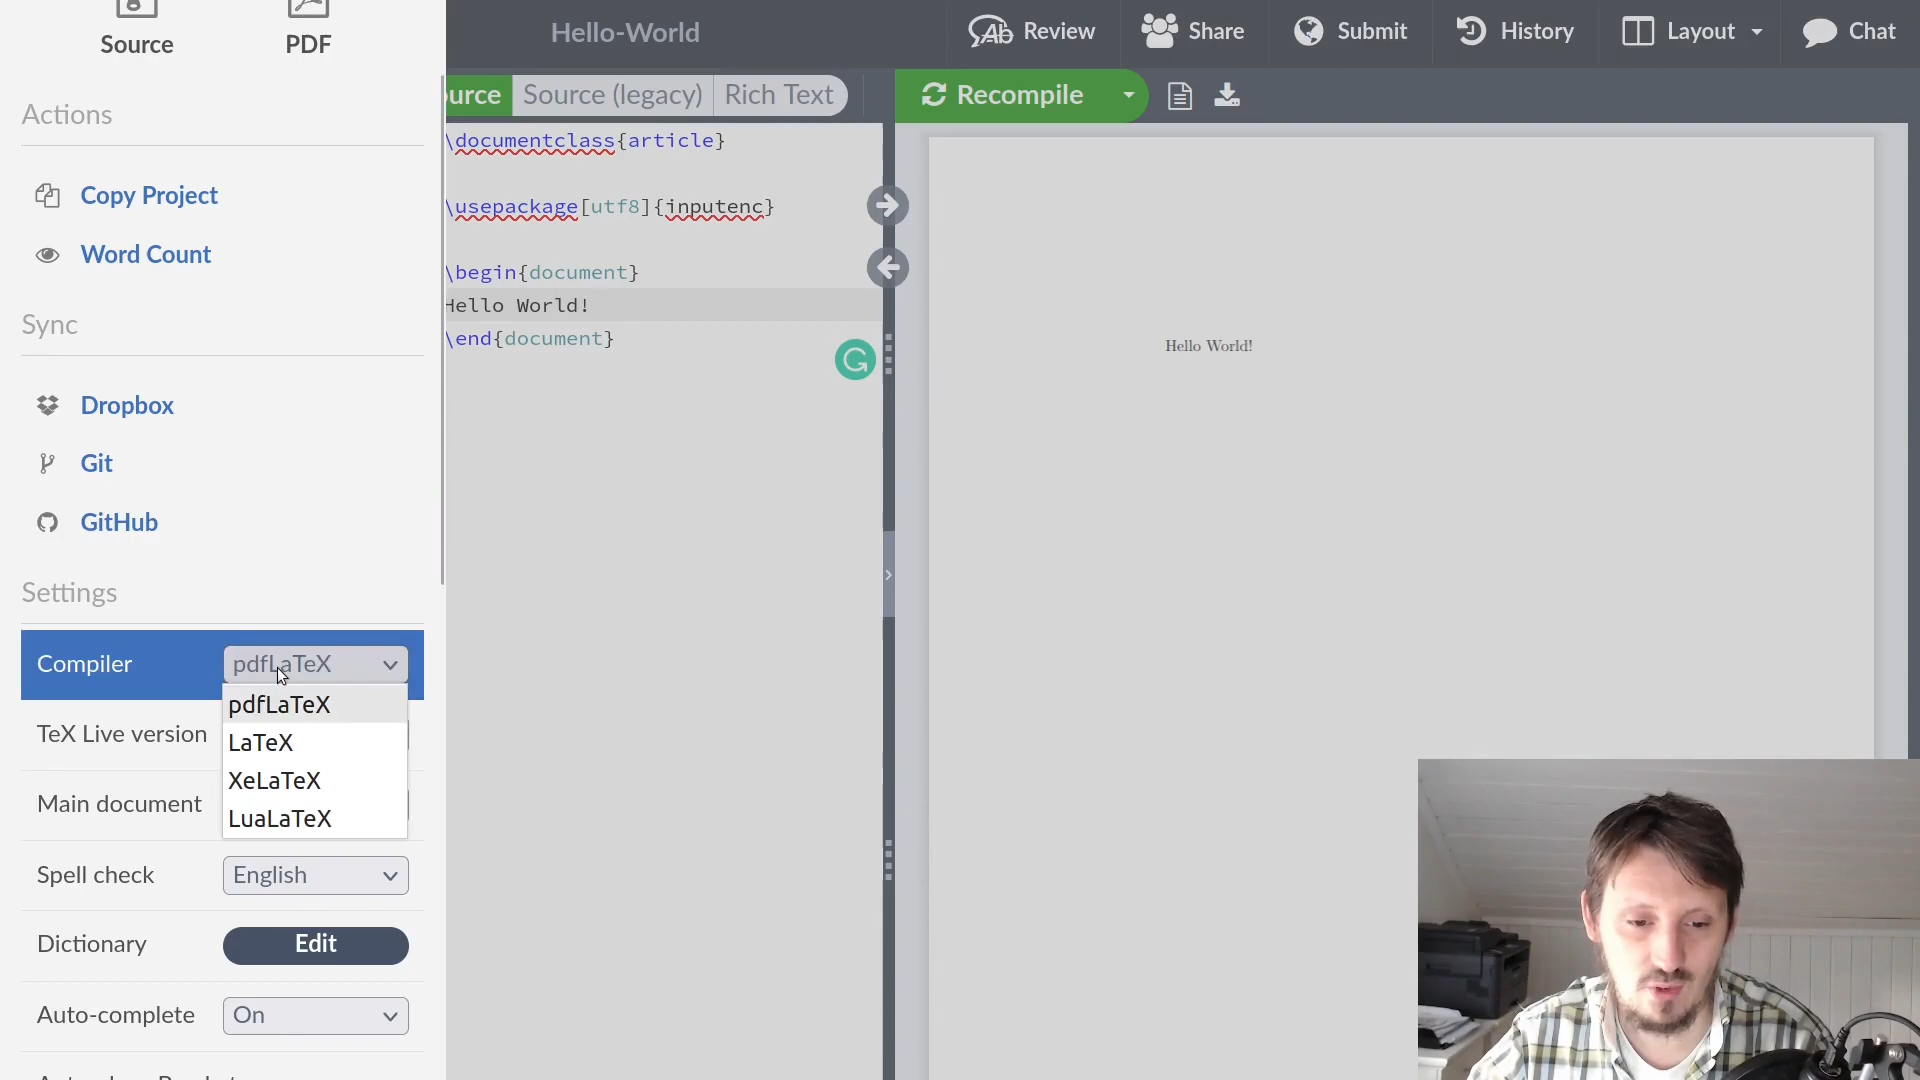 Source
PDF
Hello-World
Review
Share
Submit
History
Layout
Chat
Actions
Copy Project
Word Count
Sync
Dropbox
Git
GitHub
Settings
Compiler
pdfLaTeX
pdfLaTeX
LaTeX
XeLaTeX
LuaLaTeX
TeX Live version
Main document
Spell check
English
Dictionary
Edit
Auto-complete
On
urce
Source (legacy)
Rich Text
Recompile
\documentclass{article}
\usepackage[utf8]{inputenc}
\begin{document}
Hello World!
\end{document}
Hello World!